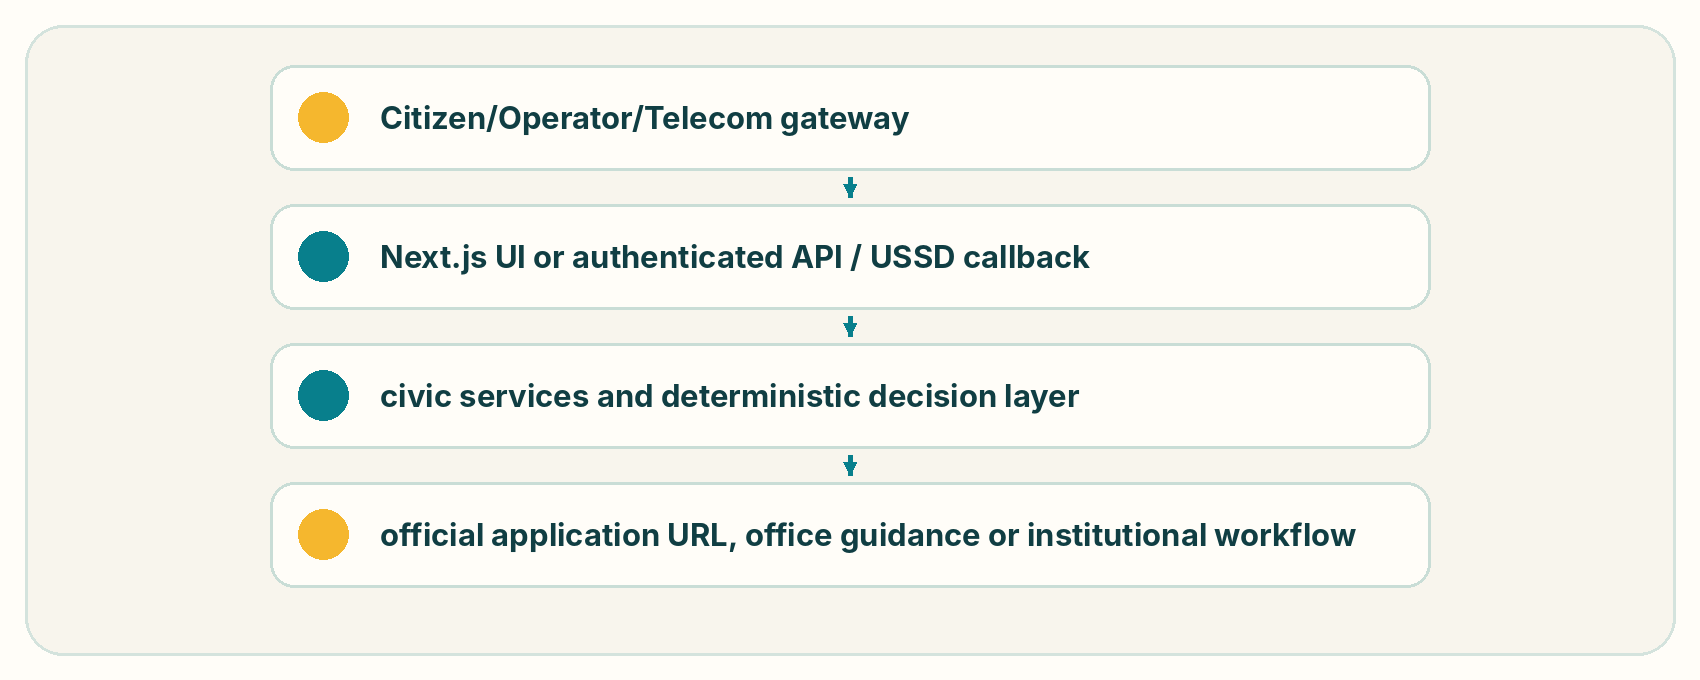 Citizen/Operator/Telecom gateway
Next.js UI or authenticated API / USSD callback
civic services and deterministic decision layer
official application URL, office guidance or institutional workflow